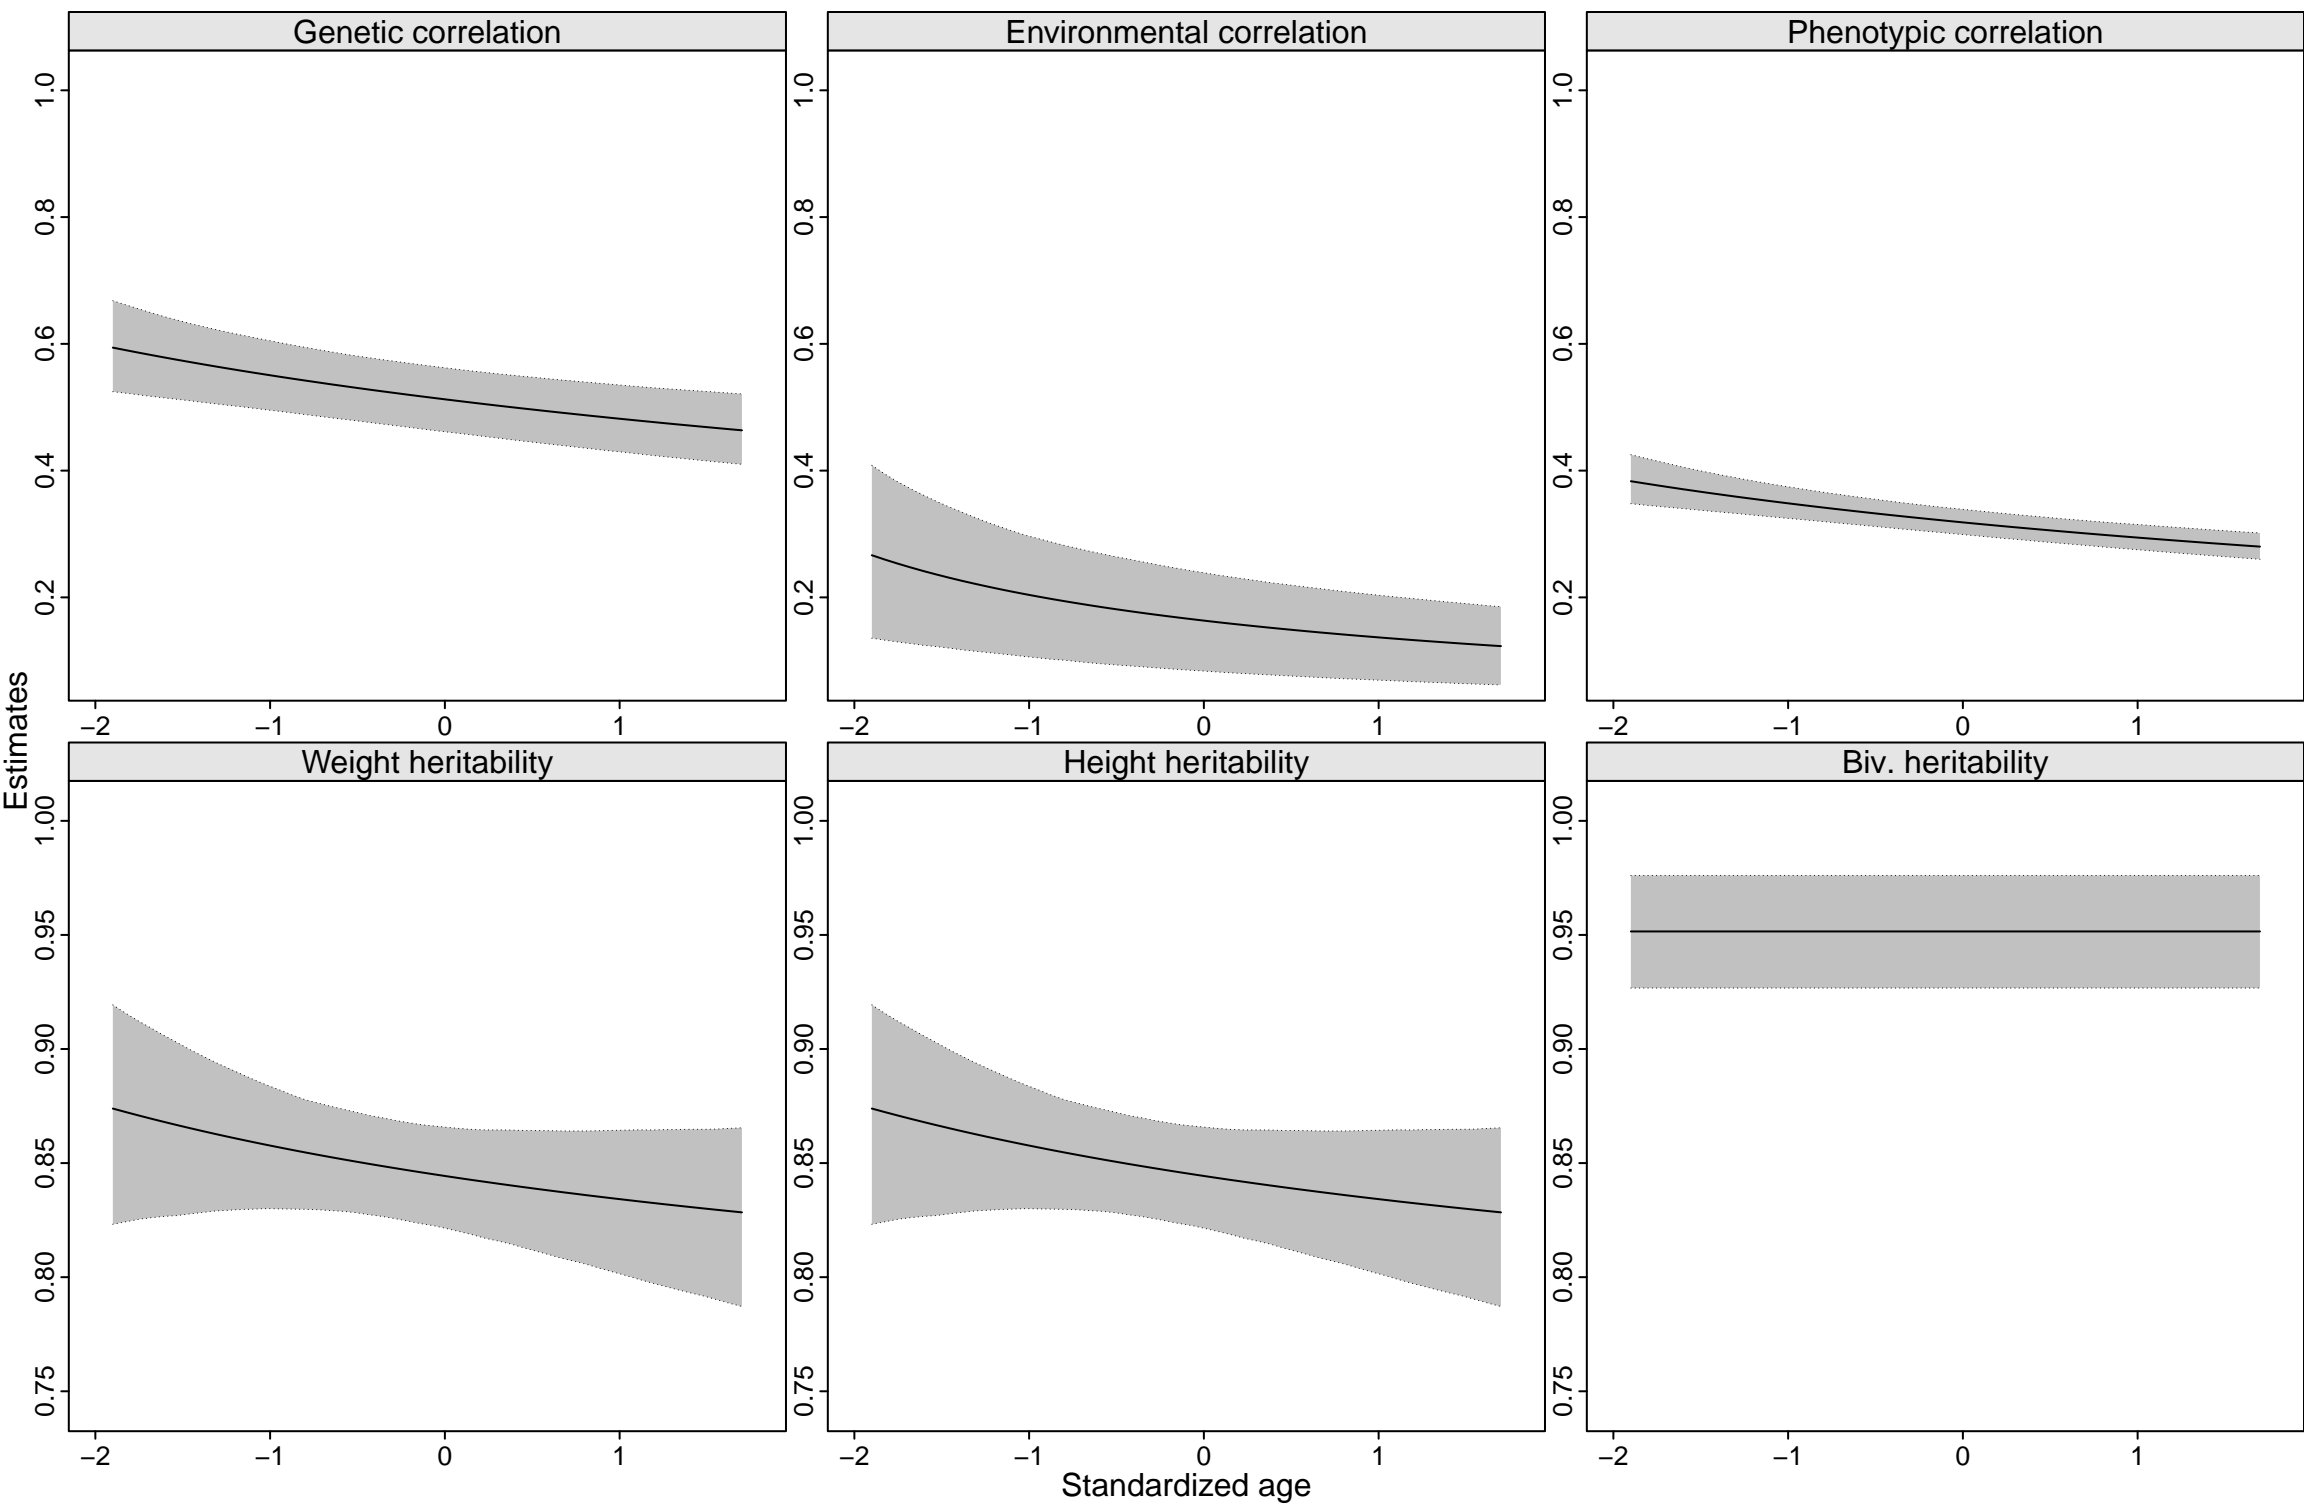 Genetic correlation
Environmental correlation
Phenotypic correlation
1.0
0.8
0.6
0.4
0.2
1.0
0.8
0.6
0.4
0.2
1.0
0.8
0.6
0.4
0.2
−2 −1 0 1
−2 −1 0 1
−2 −1 0 1
Estimates
Weight heritability
Height heritability
Biv. heritability
1.00
0.95
0.90
0.85
0.80
0.75
1.00
0.95
0.90
0.85
0.80
0.75
1.00
0.95
0.90
0.85
0.80
0.75
−2 −1 0 1
−2 −1 0 1
−2 −1 0 1
Standardized age